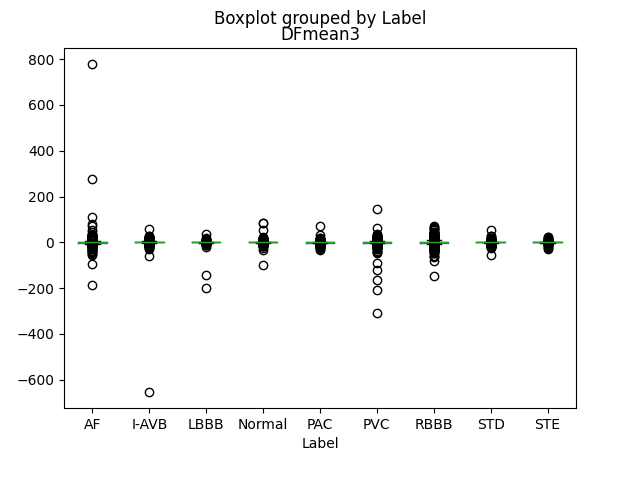 Boxplot grouped by Label
DFmean3
800
600
400
200
0
−200
−400
−600
AF I-AVB LBBB Normal PAC PVC RBBB STD STE
Label